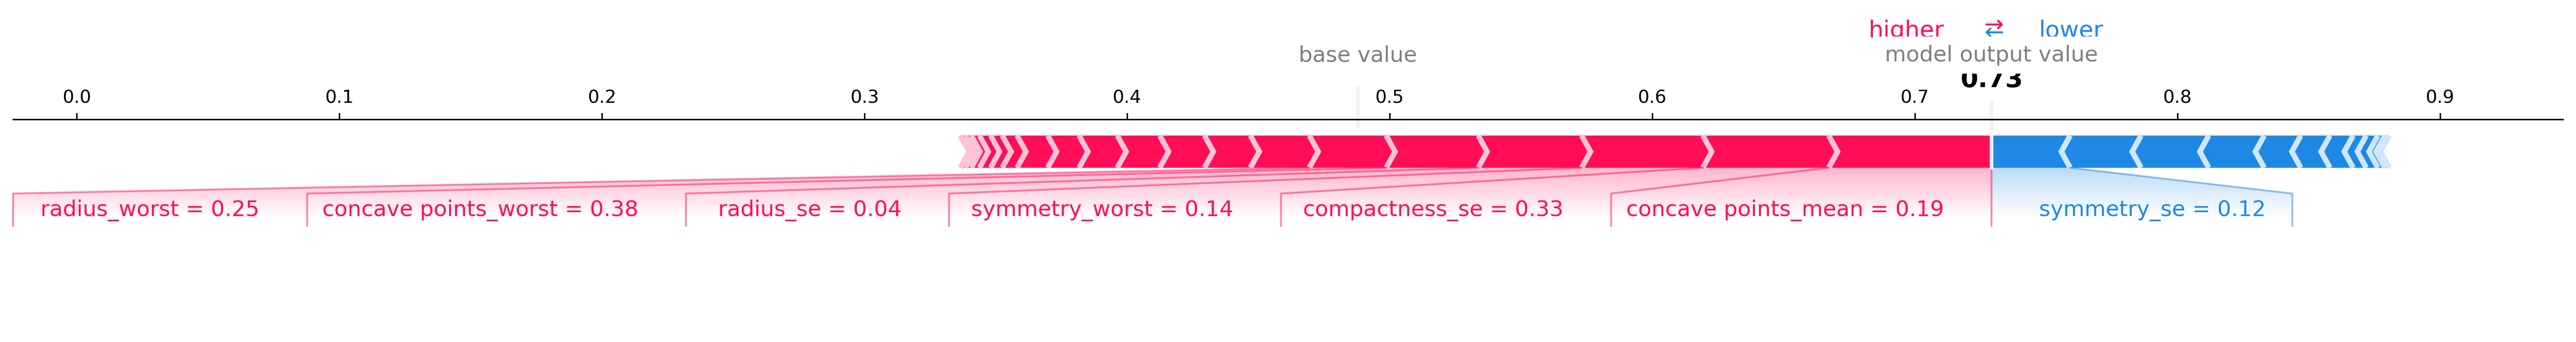 higher ⇄ lower
base value model output value
0.73
0.0 0.1 0.2 0.3 0.4 0.5 0.6 0.7 0.8 0.9
radius_worst = 0.25 concave points_worst = 0.38 radius_se = 0.04 symmetry_worst = 0.14 compactness_se = 0.33 concave points_mean = 0.19 symmetry_se = 0.12